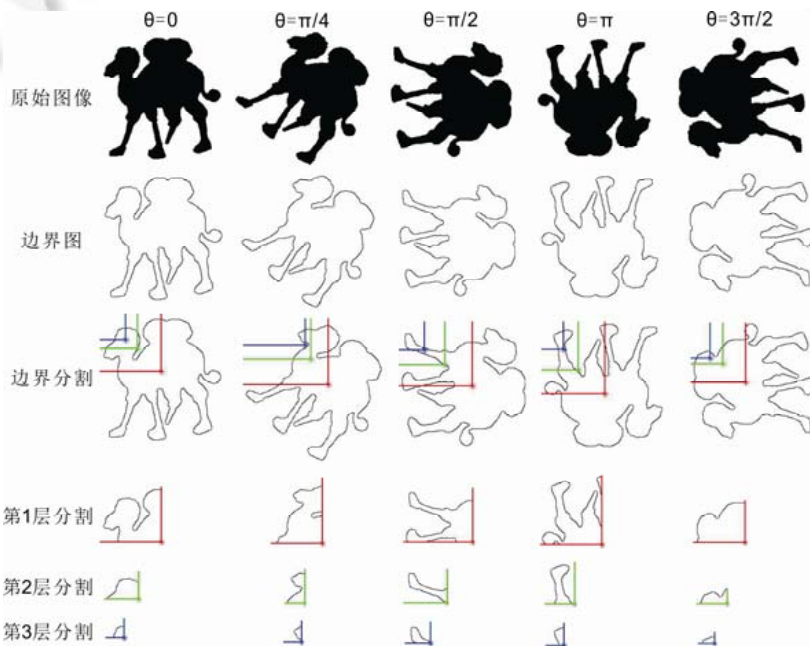 θ=0 θ=π/4 θ=π/2 θ=π θ=3π/2
原始图像
边界图
边界分割
第1层分割
第2层分割
第3层分割